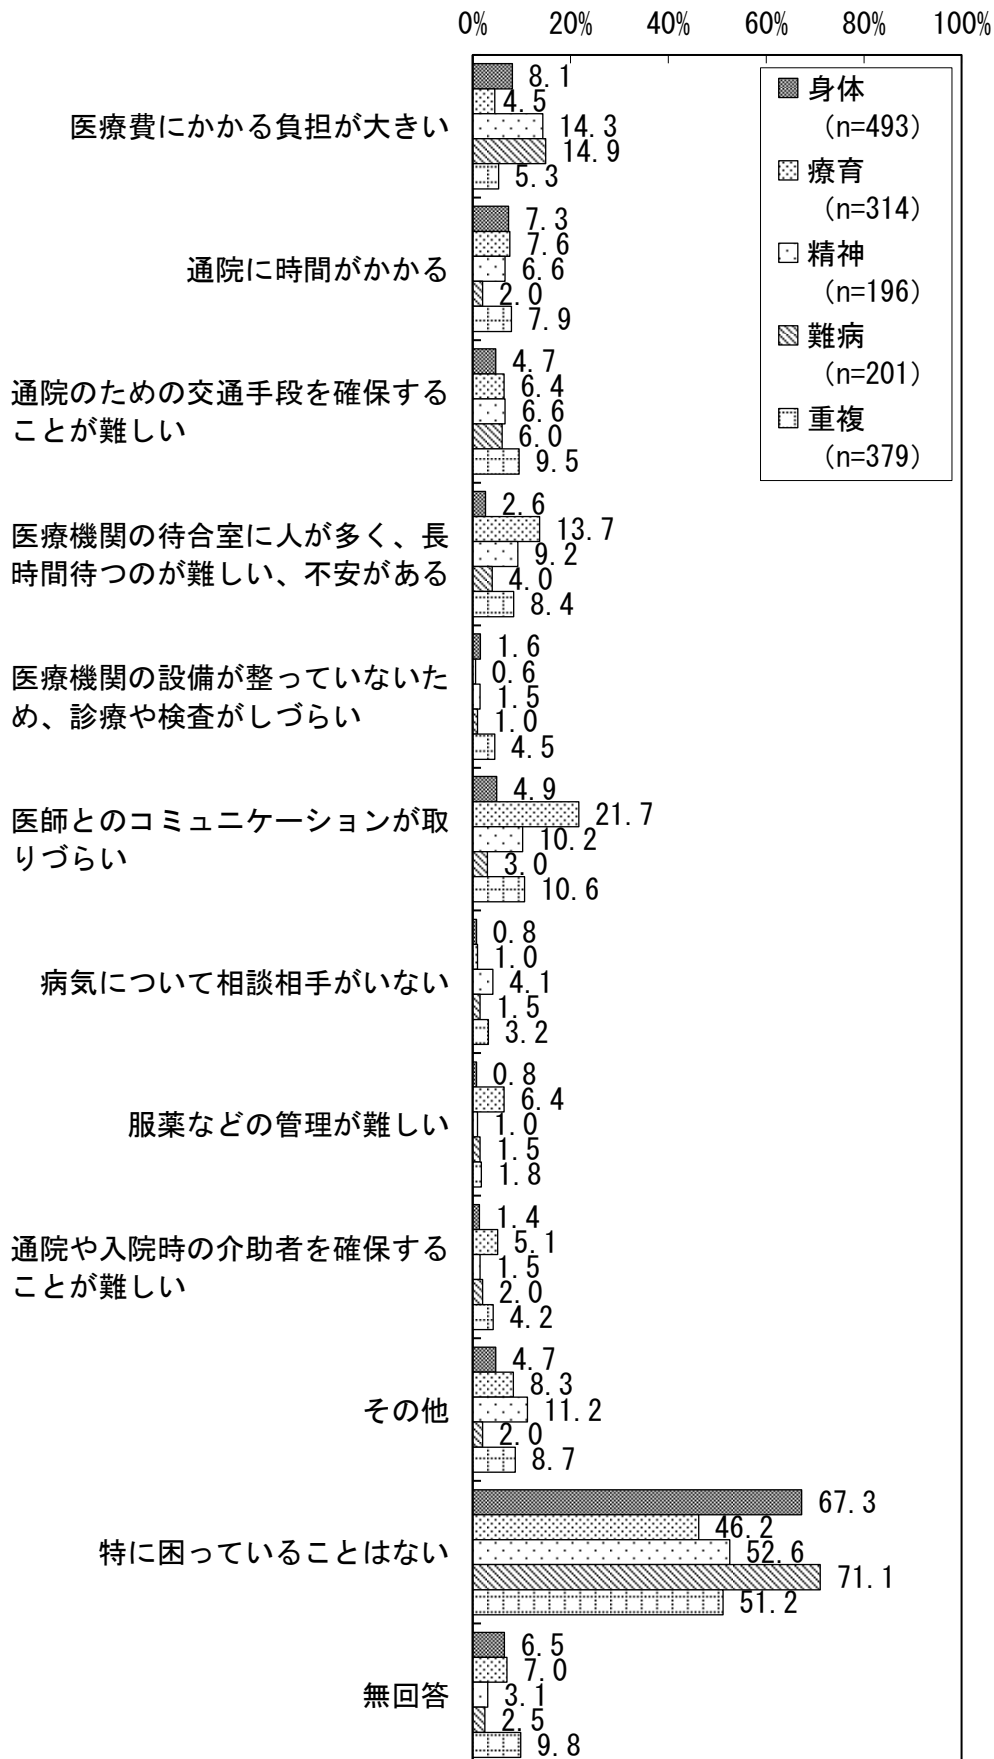 0% 20% 40% 60% 80% 100%
身体
(n=493)
療育
(n=314)
精神
(n=196)
難病
(n=201)
重複
(n=379)
医療費にかかる負担が大きい
8.1
4.5
14.3
14.9
5.3
通院に時間がかかる
7.3
7.6
6.6
2.0
7.9
通院のための交通手段を確保する
ことが難しい
4.7
6.4
6.6
6.0
9.5
医療機関の待合室に人が多く、長
時間待つのが難しい、不安がある
2.6
13.7
9.2
4.0
8.4
医療機関の設備が整っていないた
め、診療や検査がしづらい
1.6
0.6
1.5
1.0
4.5
医師とのコミュニケーションが取
りづらい
4.9
21.7
10.2
3.0
10.6
病気について相談相手がいない
0.8
1.0
4.1
1.5
3.2
服薬などの管理が難しい
0.8
6.4
1.0
1.5
1.8
通院や入院時の介助者を確保する
ことが難しい
1.4
5.1
1.5
2.0
4.2
その他
4.7
8.3
11.2
2.0
8.7
特に困っていることはない
67.3
46.2
52.6
71.1
51.2
無回答
6.5
7.0
3.1
2.5
9.8